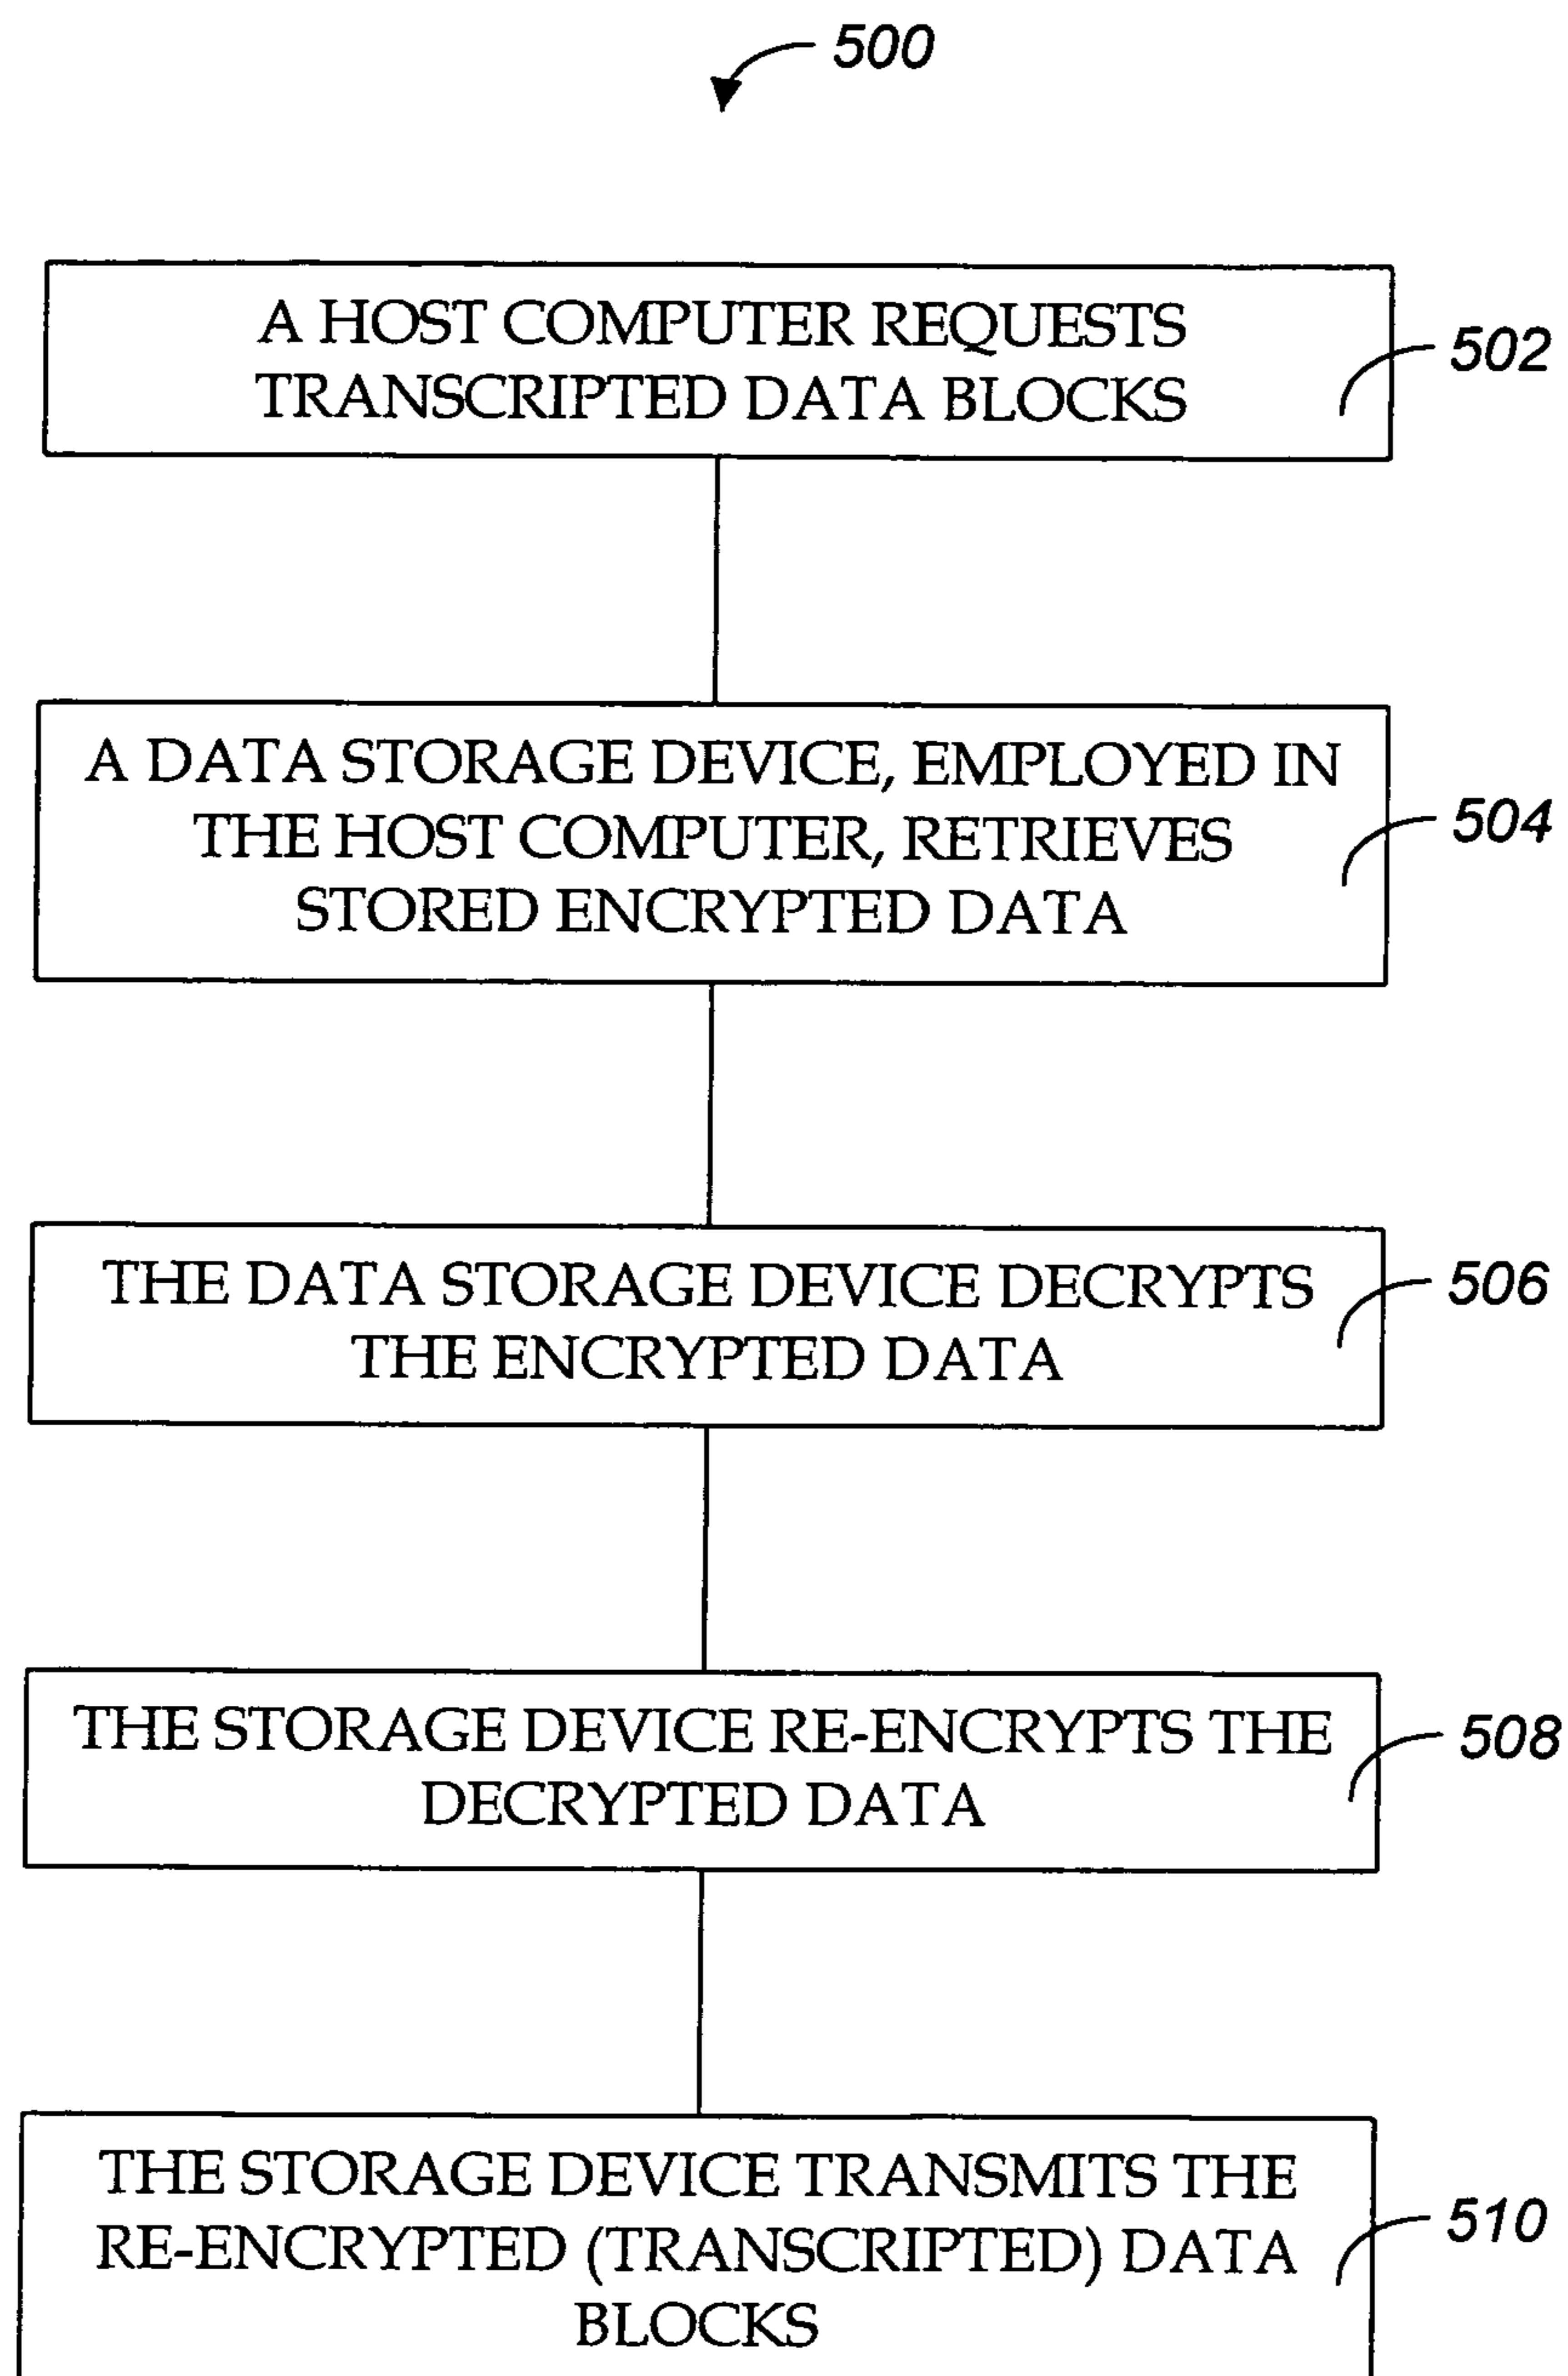 500
A HOST COMPUTER REQUESTS
TRANSCRIPTED DATA BLOCKS
502
A DATA STORAGE DEVICE, EMPLOYED IN
THE HOST COMPUTER, RETRIEVES
STORED ENCRYPTED DATA
504
THE DATA STORAGE DEVICE DECRYPTS
THE ENCRYPTED DATA
506
THE STORAGE DEVICE RE-ENCRYPTS THE
DECRYPTED DATA
508
THE STORAGE DEVICE TRANSMITS THE
RE-ENCRYPTED (TRANSCRIPTED) DATA
BLOCKS
510